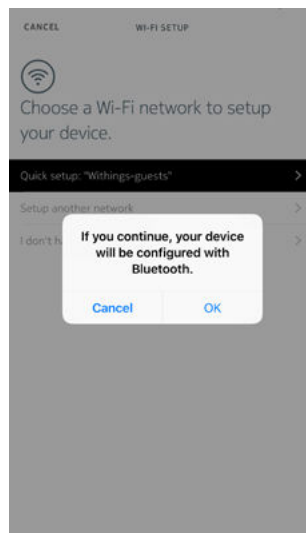 CANCEL WI-FI SETUP
Choose a Wi-Fi network to setup
your device.
Quick setup: "Withings-guests"
Setup another network
I don't h
If you continue, your device
will be configured with
Bluetooth.
Cancel OK